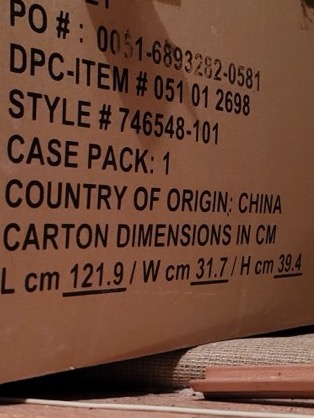 PO # : 0051-6893282-0581
DPC-ITEM # 051 01 2698
STYLE # 746548-101
CASE PACK: 1
COUNTRY OF ORIGIN: CHINA
CARTON DIMENSIONS IN CM
L cm 121.9 / W cm 31.7 / H cm 39.4